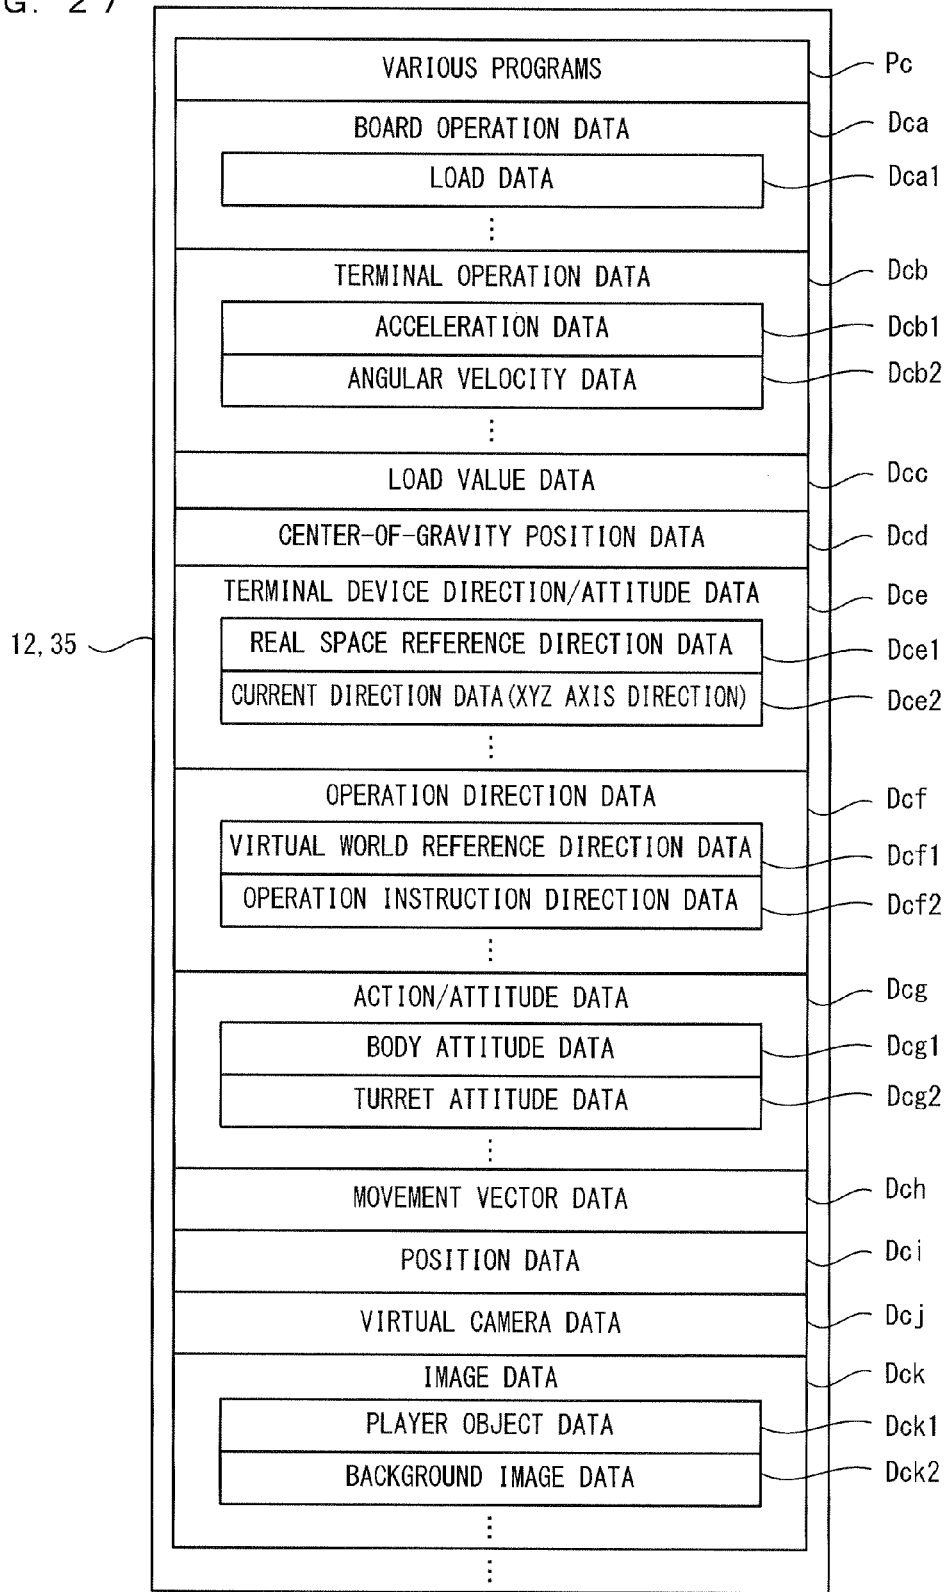 G. 27
VARIOUS PROGRAMS Pc
BOARD OPERATION DATA Dca
LOAD DATA Dca1
TERMINAL OPERATION DATA Dcb
ACCELERATION DATA Dcb1
ANGULAR VELOCITY DATA Dcb2
LOAD VALUE DATA Dcc
CENTER-OF-GRAVITY POSITION DATA Dcd
TERMINAL DEVICE DIRECTION/ATTITUDE DATA Dce
12, 35 REAL SPACE REFERENCE DIRECTION DATA Dce1
CURRENT DIRECTION DATA(XYZ AXIS DIRECTION) Dce2
OPERATION DIRECTION DATA Dcf
VIRTUAL WORLD REFERENCE DIRECTION DATA Dcf1
OPERATION INSTRUCTION DIRECTION DATA Dcf2
ACTION/ATTITUDE DATA Dcg
BODY ATTITUDE DATA Dcg1
TURRET ATTITUDE DATA Dcg2
MOVEMENT VECTOR DATA Dch
POSITION DATA Dci
VIRTUAL CAMERA DATA Dcj
IMAGE DATA Dck
PLAYER OBJECT DATA Dck1
BACKGROUND IMAGE DATA Dck2